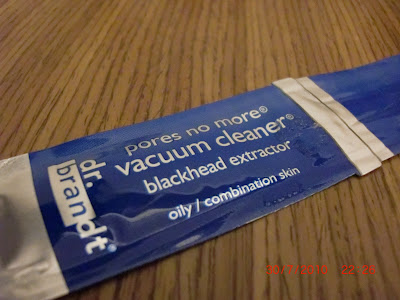 dr.
brandt®
pores no more®
vacuum cleaner®
blackhead extractor
oily / combination skin